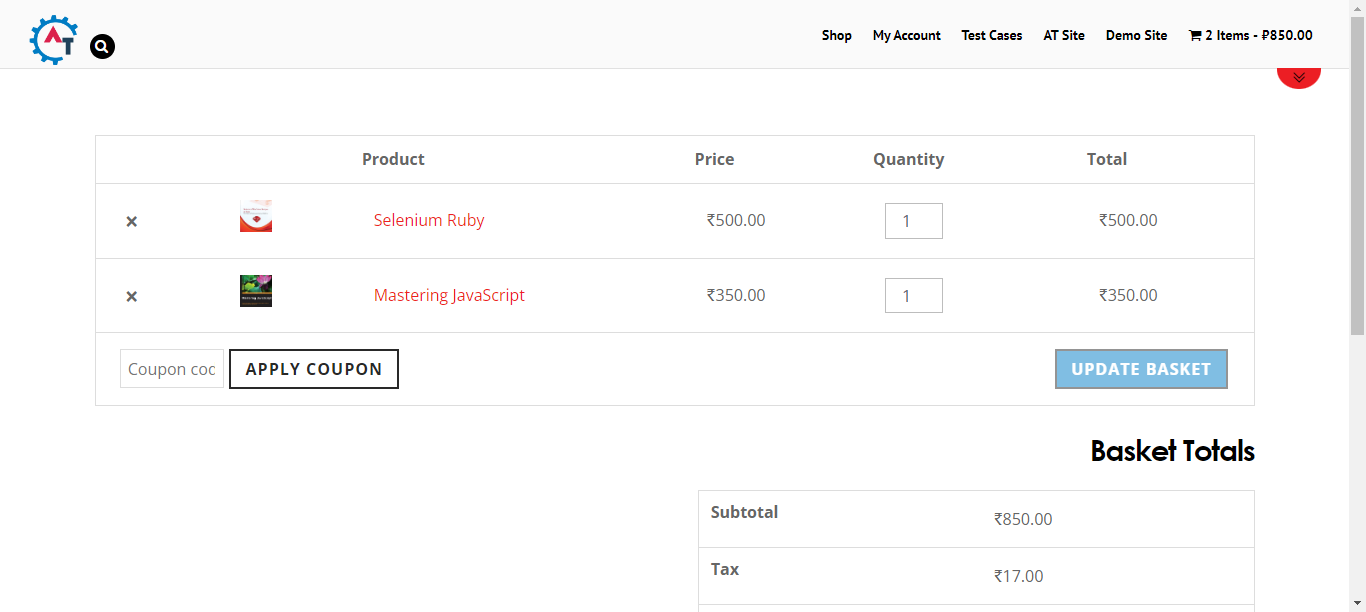 AT
Shop My Account Test Cases AT Site Demo Site 2 Items - ₹850.00
Product Price Quantity Total
× Selenium Ruby ₹500.00 1 ₹500.00
× Mastering JavaScript ₹350.00 1 ₹350.00
Coupon coc APPLY COUPON UPDATE BASKET
Basket Totals
Subtotal ₹850.00
Tax ₹17.00